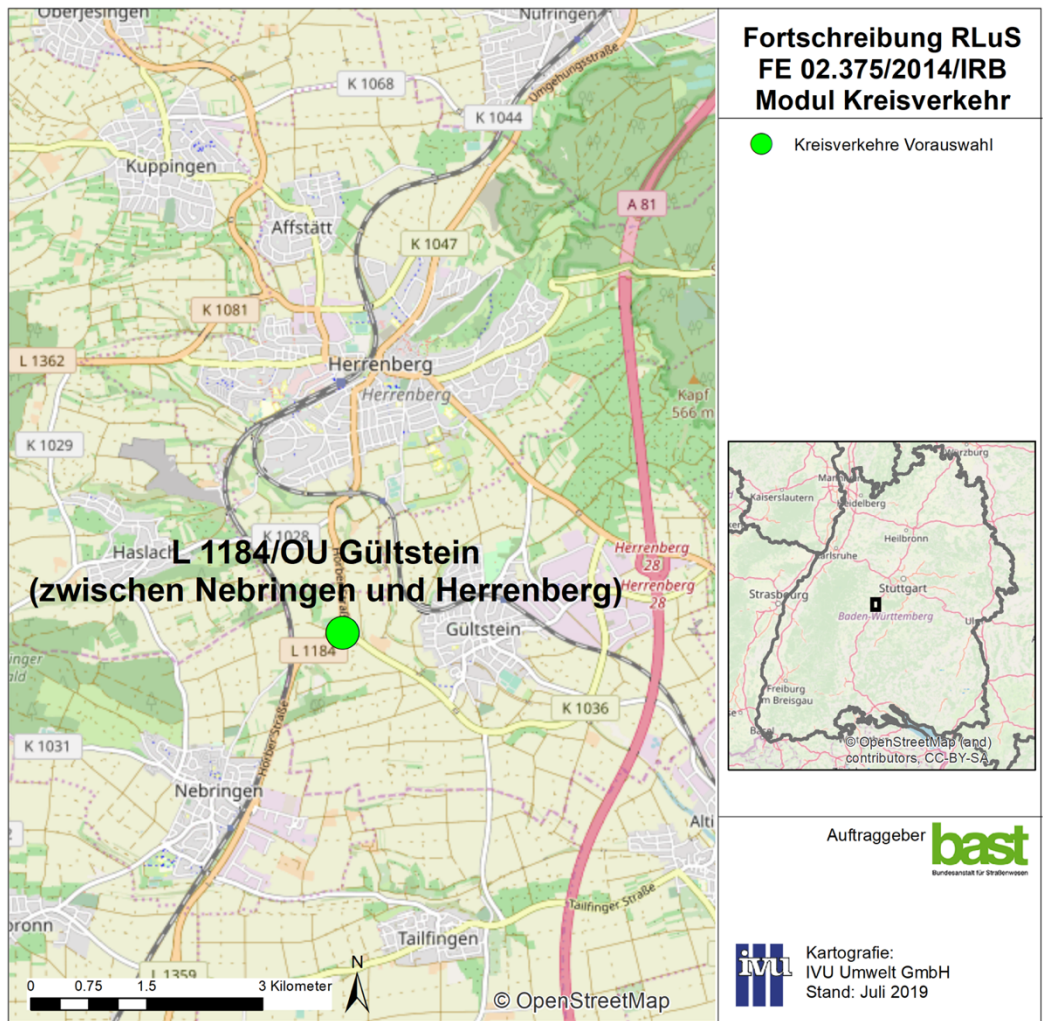 Oberjesingen
Nufringen
K 1068
Umgehungsstraße
K 1044
Kuppingen
A 81
Affstätt
K 1047
K 1081
L 1362
Herrenberg
Herrenberg
Kapf
566 m
K 1029
K 1028
Haslach
L 1184/OU Gültstein
(zwischen Nebringen und Herrenberg)
Herrenberg
28
Herrenberg
28
Gültstein
L 1184
K 1036
Horber Straße
K 1031
Nebringen
Alti
Tailfinger Straße
bronn
Tailfingen
L 1359
0 0.75 1.5 3 Kilometer
N
© OpenStreetMap
Fortschreibung RLuS
FE 02.375/2014/IRB
Modul Kreisverkehr
Kreisverkehre Vorauswahl
Würzburg
Kaiserslautern
Heidelberg
Heilbronn
Karlsruhe
Strasbourg
Stuttgart
Baden-Württemberg
Ul
Freiburg
im Breisgau
Basel
© OpenStreetMap (and)
contributors, CC-BY-SA
Auftraggeber
bast
Bundesanstalt für Straßenwesen
ivu
Kartografie:
IVU Umwelt GmbH
Stand: Juli 2019